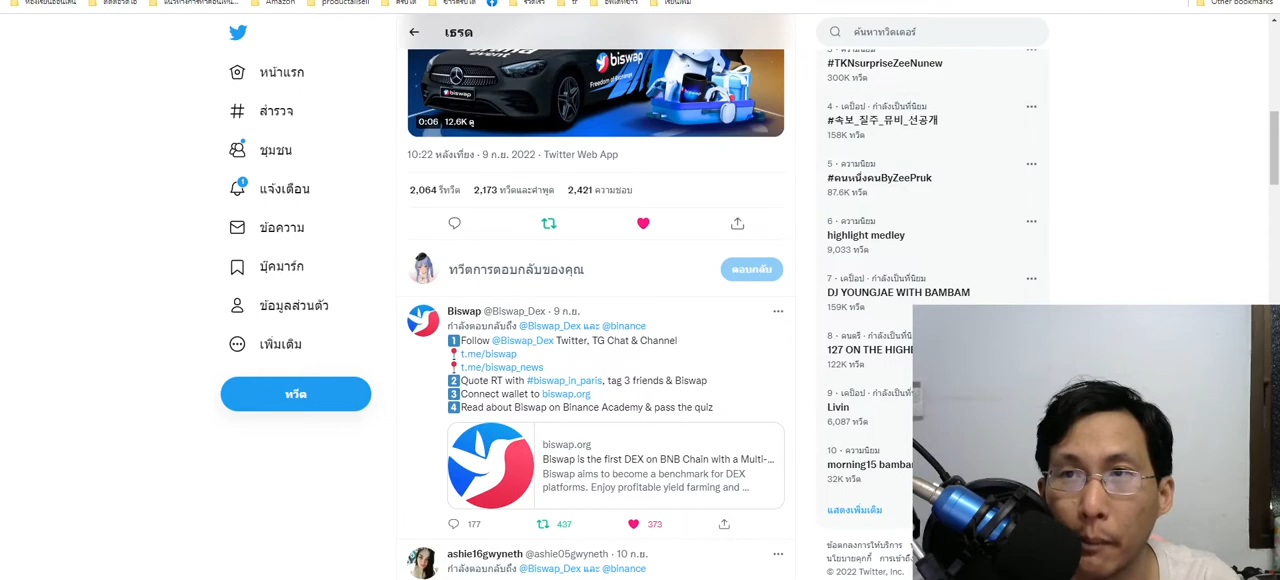 Amazon
productallsell
Other bookmarks
หน้าแรก
สำรวจ
ชุมชน
1
แจ้งเตือน
ข้อความ
บุ๊คมาร์ก
ข้อมูลส่วนตัว
เพิ่มเติม
ทวีต
เธรด
event
biswap
Freedom of Exchange
biswap
0:06 12.6K ดู
10:22 หลังเที่ยง · 9 ก.ย. 2022 · Twitter Web App
2,064 รีทวีต 2,173 ทวีตและคำพูด 2,421 ความชอบ
ทวีตการตอบกลับของคุณ
ตอบกลับ
Biswap @Biswap_Dex · 9 ก.ย.
กำลังตอบกลับถึง @Biswap_Dex และ @binance
1 Follow @Biswap_Dex Twitter, TG Chat & Channel
t.me/biswap
t.me/biswap_news
2 Quote RT with #biswap_in_paris, tag 3 friends & Biswap
3 Connect wallet to biswap.org
4 Read about Biswap on Binance Academy & pass the quiz
biswap.org
Biswap is the first DEX on BNB Chain with a Multi-...
Biswap aims to become a benchmark for DEX
platforms. Enjoy profitable yield farming and ...
177 437 373
ashie16gwyneth @ashie05gwyneth · 10 ก.ย.
กำลังตอบกลับถึง @Biswap_Dex และ @binance
ค้นหาทวิตเตอร์
3 · ความนิยม
#TKNsurpriseZeeNunew
300K ทวีต
4 · เคป็อป · กำลังเป็นที่นิยม
#속보_질주_뮤비_선공개
158K ทวีต
5 · ความนิยม
#คนหนึ่งคนByZeePruk
87.6K ทวีต
6 · ความนิยม
highlight medley
9,033 ทวีต
7 · เคป็อป · กำลังเป็นที่นิยม
DJ YOUNGJAE WITH BAMBAM
159K ทวีต
8 · ดนตรี · กำลังเป็นที่
127 ON THE HIGH
122K ทวีต
9 · เคป็อป · กำลัง
Livin
6,087 ทวีต
10 · ความนิยม
morning15 bambam
32K ทวีต
แสดงเพิ่มเติม
ข้อตกลงการให้บริการ
นโยบายคุกกี้ การเข้าถึง
© 2022 Twitter, Inc.